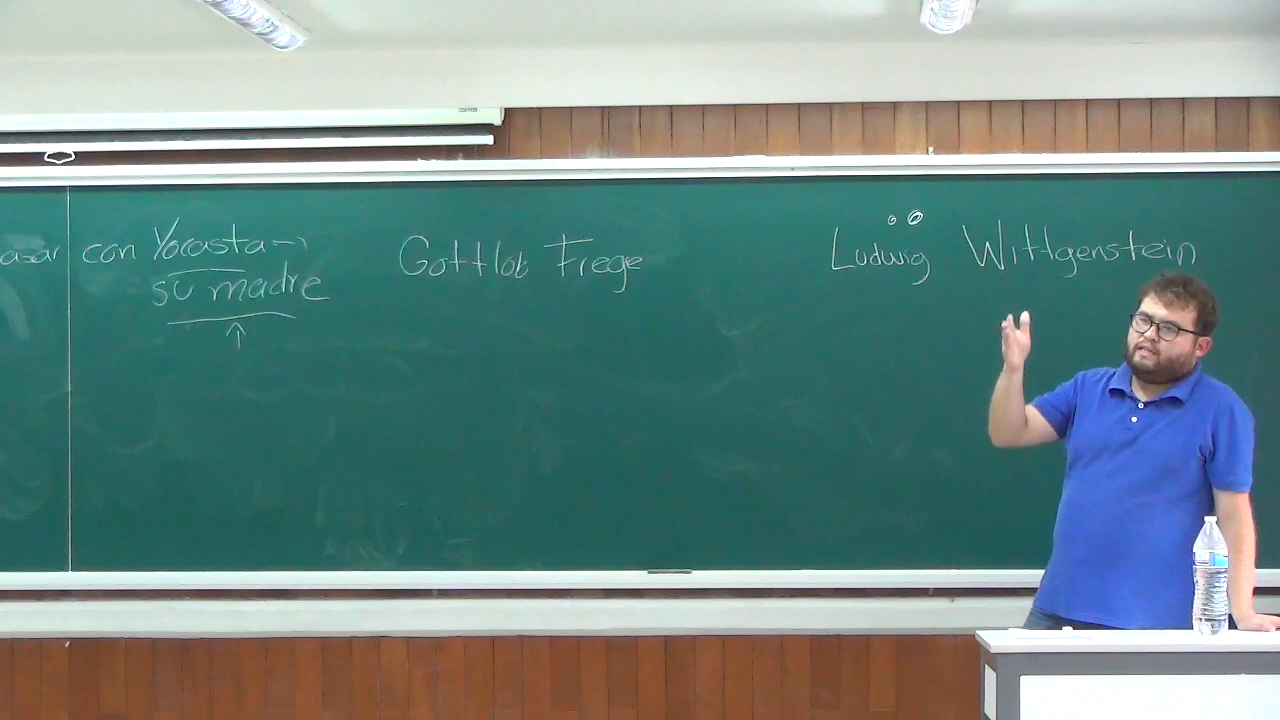 asar con Yocasta →
su madre
Gottlob Frege
Ludwig Wittgenstein